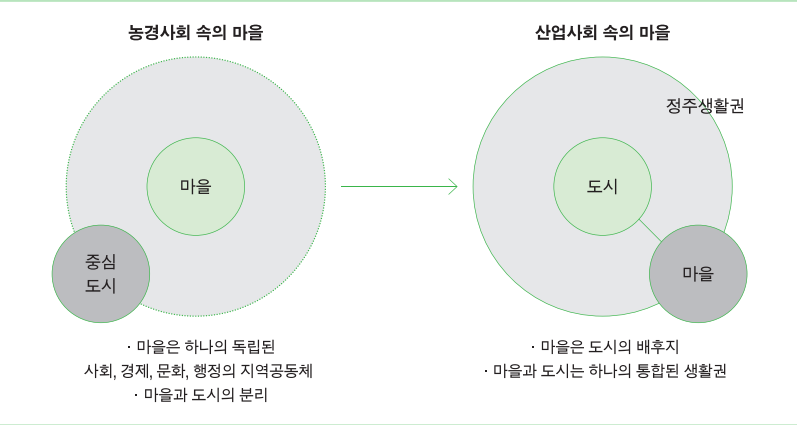 농경사회 속의 마을
마을
중심
도시
· 마을은 하나의 독립된
사회, 경제, 문화, 행정의 지역공동체
· 마을과 도시의 분리
산업사회 속의 마을
정주생활권
도시
마을
· 마을은 도시의 배후지
· 마을과 도시는 하나의 통합된 생활권